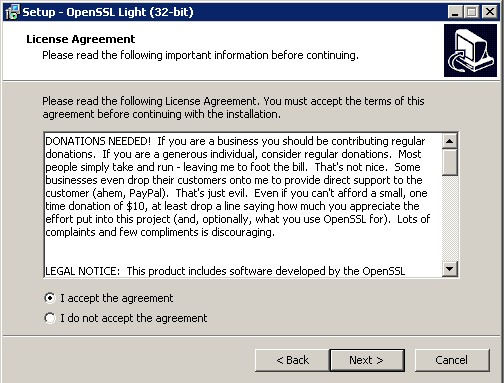 Setup - OpenSSL Light (32-bit)
License Agreement
Please read the following important information before continuing.
Please read the following License Agreement. You must accept the terms of this
agreement before continuing with the installation.
DONATIONS NEEDED!  If you are a business you should be contributing regular
donations.  If you are a generous individual, consider regular donations.  Most
people simply take and run - leaving me to foot the bill.  That's not nice.  Some
businesses even drop their customers onto me to provide direct support to the
customer (ahem, PayPal).  That's just evil.  Even if you can't afford a small, one
time donation of $10, at least drop a line saying how much you appreciate the
effort put into this project (and, optionally, what you use OpenSSL for).  Lots of
complaints and few compliments is discouraging.
LEGAL NOTICE:  This product includes software developed by the OpenSSL
I accept the agreement
I do not accept the agreement
< Back
Next >
Cancel